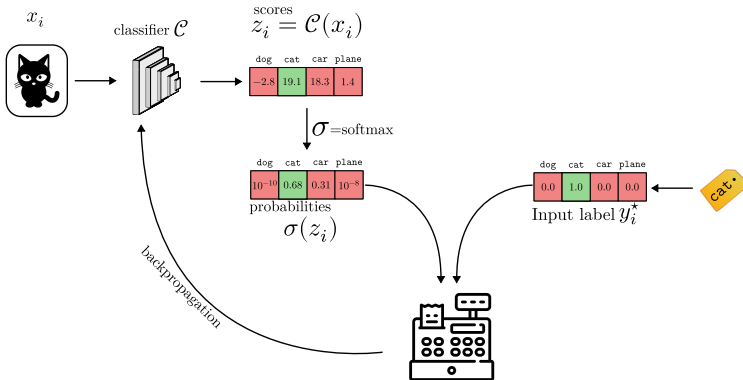 x_i
classifier 𝒞
scores
z_i = 𝒞(x_i)
dog cat car plane
−2.8 19.1 18.3 1.4
σ=softmax
dog cat car plane
10^{−10} 0.68 0.31 10^{−8}
probabilities
σ(z_i)
dog cat car plane
0.0 1.0 0.0 0.0
Input label y_i^⋆
cat.
backpropagation